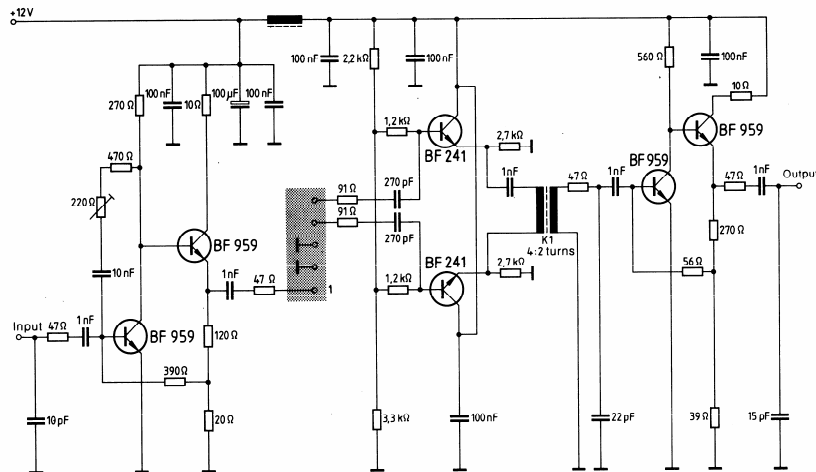 +12V
100 nF
2,2 kΩ
100 nF
560 Ω
100 nF
10 Ω
270 Ω
100 nF
10 Ω
100 µF
100 nF
1,2 kΩ
BF 241
2,7 kΩ
BF 959
470 Ω
220 Ω
91 Ω
270 pF
91 Ω
270 pF
1nF
47 Ω
1nF
BF 959
47 Ω
1nF
Output
BF 959
K1
4:2 turns
270 Ω
10 nF
1nF
47 Ω
1
1,2 kΩ
BF 241
2,7 kΩ
56 Ω
Input
47 Ω
1nF
BF 959
120 Ω
390 Ω
10 pF
20 Ω
3,3 kΩ
100 nF
22 pF
39 Ω
15 pF